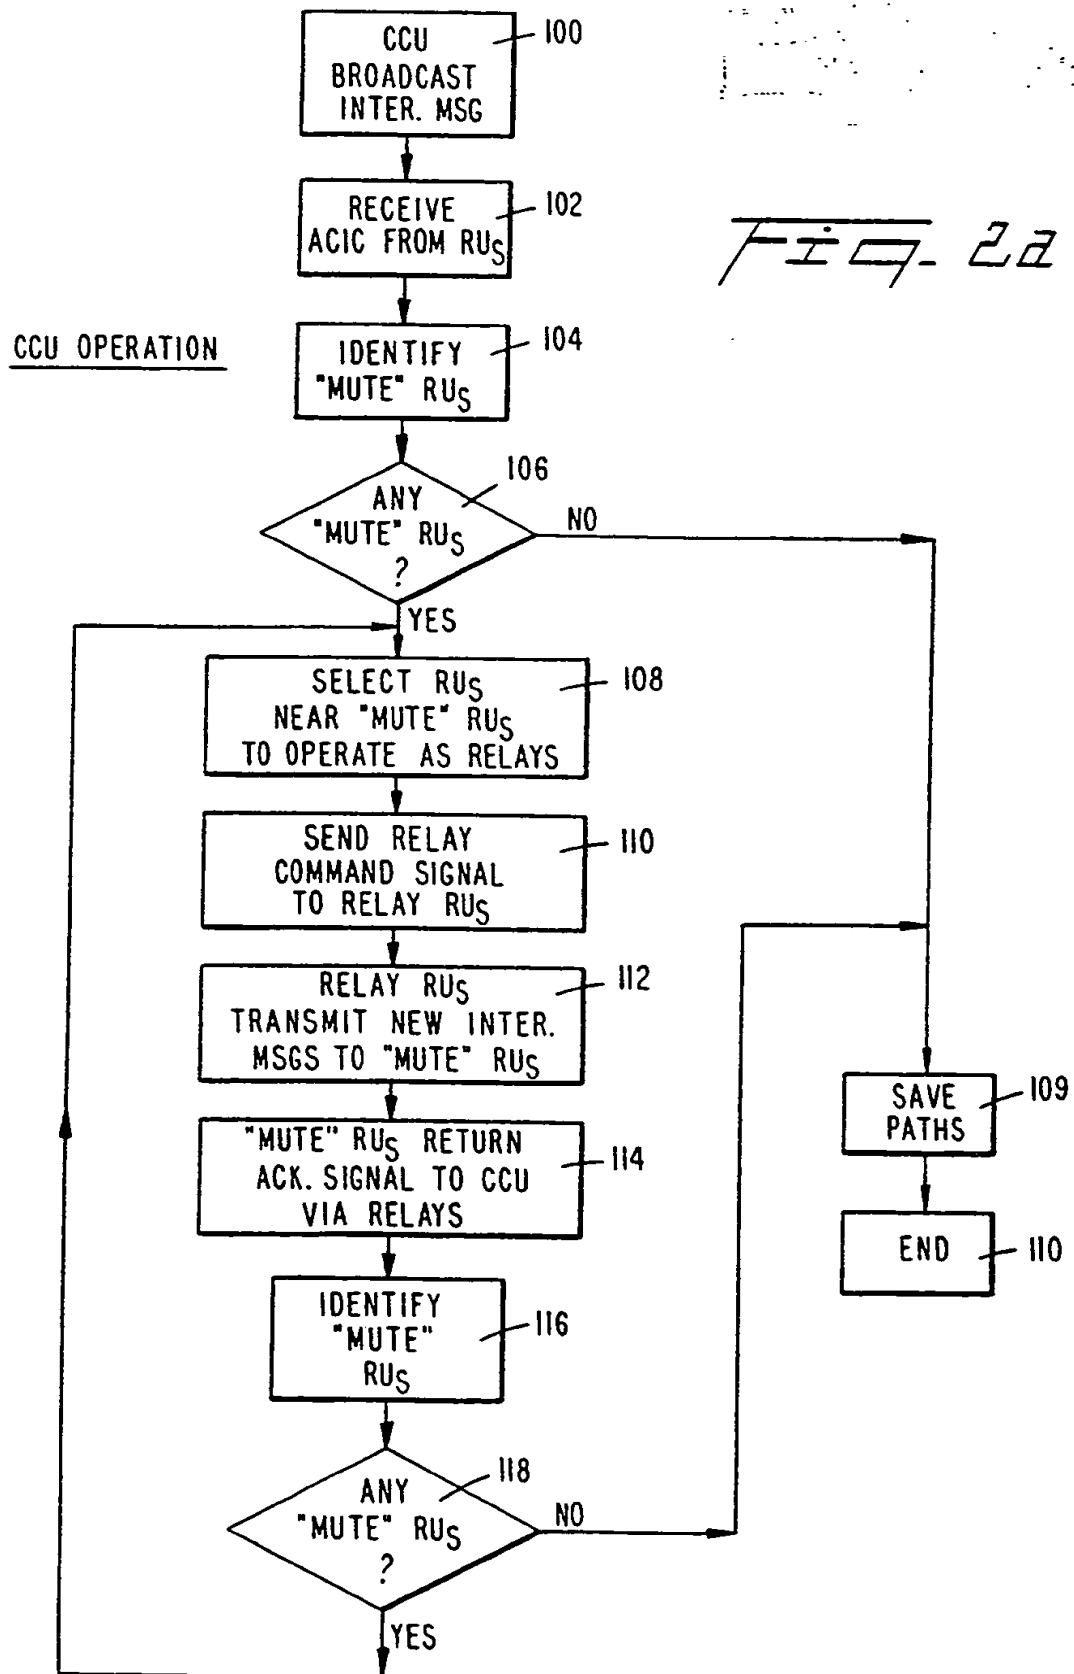 CCU
BROADCAST
INTER. MSG
100
RECEIVE
ACIC FROM RUS
102
Fig. 2a
CCU OPERATION
IDENTIFY
"MUTE" RUS
104
ANY
"MUTE" RUS
?
106
NO
YES
SELECT RUS
NEAR "MUTE" RUS
TO OPERATE AS RELAYS
108
SEND RELAY
COMMAND SIGNAL
TO RELAY RUS
110
RELAY RUS
TRANSMIT NEW INTER.
MSGS TO "MUTE" RUS
112
"MUTE" RUS RETURN
ACK. SIGNAL TO CCU
VIA RELAYS
114
SAVE
PATHS
109
END
110
IDENTIFY
"MUTE"
RUS
116
ANY
"MUTE" RUS
?
118
NO
YES